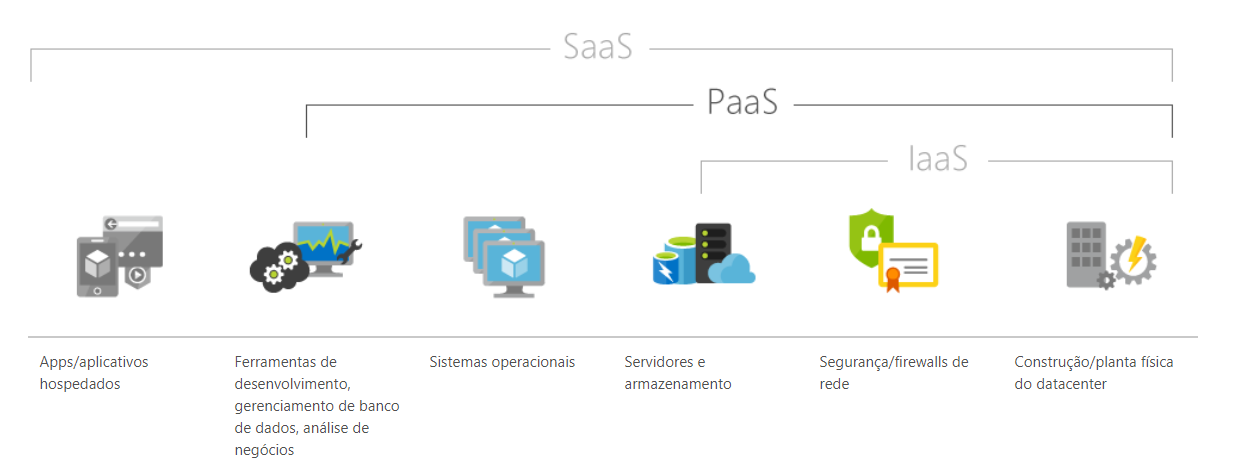 SaaS
PaaS
IaaS
Apps/aplicativos
hospedados
Ferramentas de
desenvolvimento,
gerenciamento de banco
de dados, análise de
negócios
Sistemas operacionais
Servidores e
armazenamento
Segurança/firewalls de
rede
Construção/planta física
do datacenter